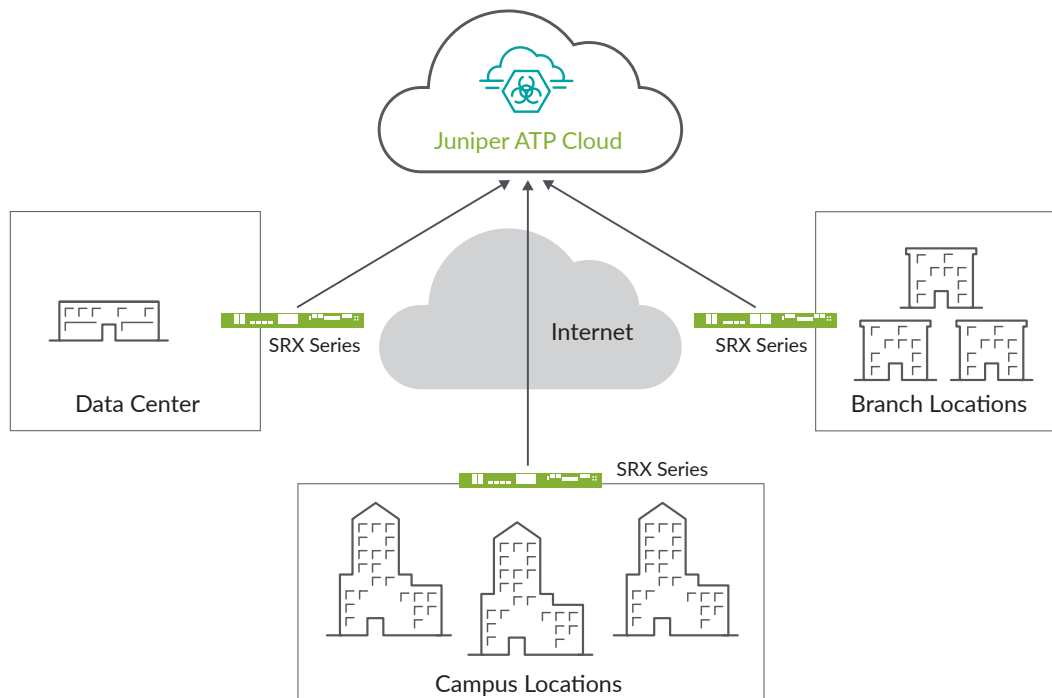 Juniper ATP Cloud
Internet
SRX Series
SRX Series
Data Center
Branch Locations
SRX Series
Campus Locations